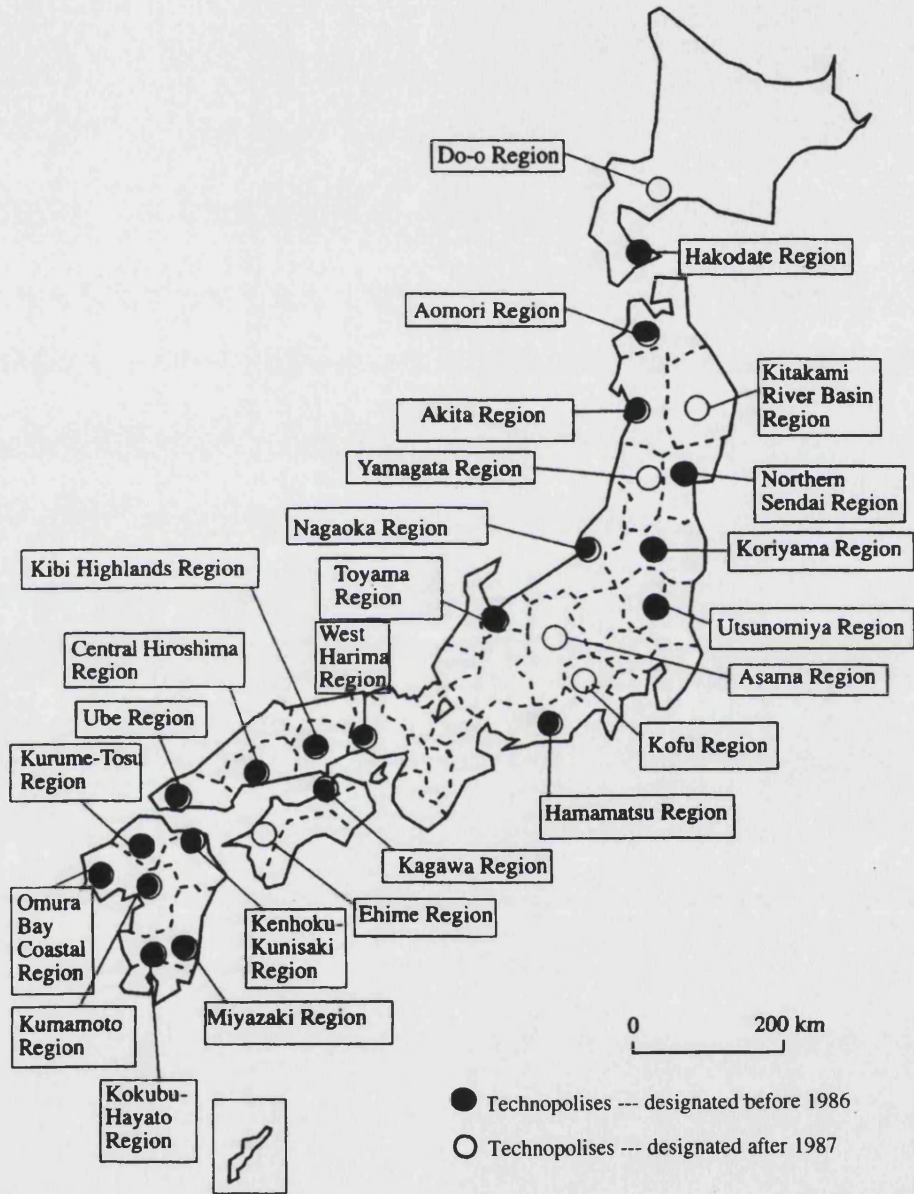 Do-o Region
Hakodate Region
Aomori Region
Kitakami
River Basin
Region
Akita Region
Yamagata Region
Northern
Sendai Region
Nagaoka Region
Koriyama Region
Kibi Highlands Region
Toyama
Region
Utsunomiya Region
West
Harima
Region
Central Hiroshima
Region
Asama Region
Ube Region
Kofu Region
Kurume-Tosu
Region
Hamamatsu Region
Kagawa Region
Omura
Bay
Coastal
Region
Ehime Region
Kenhoku-
Kunisaki
Region
Kumamoto
Region
Miyazaki Region
0 200 km
Kokubu-
Hayato
Region
Technopolises --- designated before 1986
Technopolises --- designated after 1987